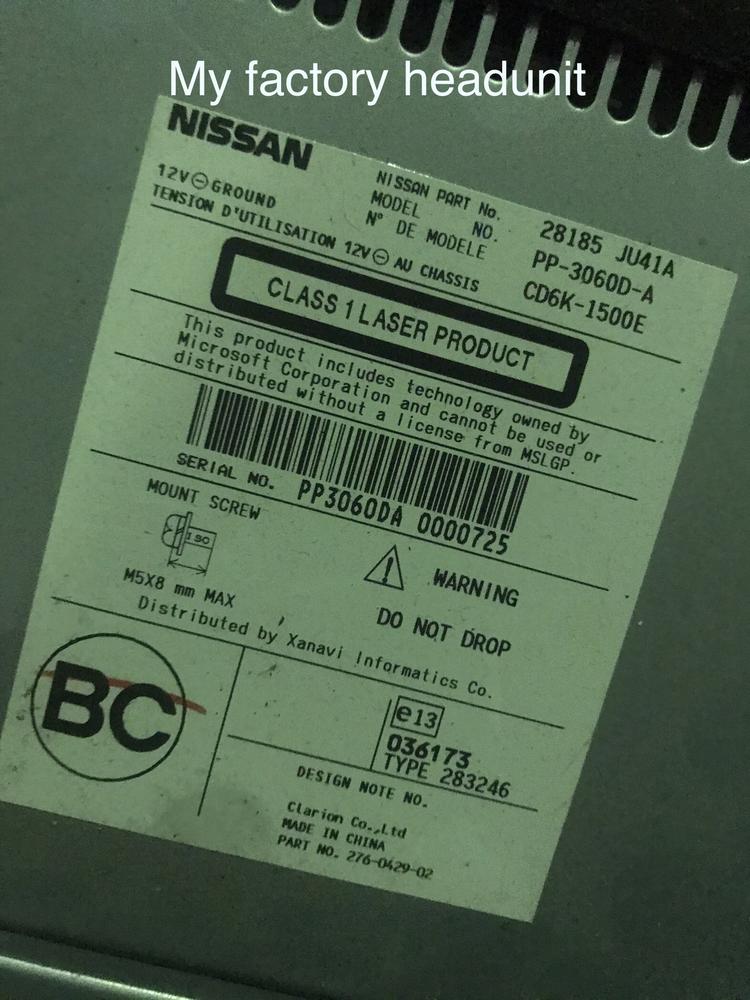 My factory headunit
NISSAN
12V⊖GROUND
TENSION D'UTILISATION 12V⊖ AU CHASSIS
NISSAN PART No. 28185 JU41A
MODEL NO. PP-3060D-A
N° DE MODELE CD6K-1500E
CLASS 1 LASER PRODUCT
This product includes technology owned by
Microsoft Corporation and cannot be used or
distributed without a license from MSLGP.
SERIAL NO. PP3060DA 0000725
MOUNT SCREW
ISO
M5X8 mm MAX
WARNING
DO NOT DROP
Distributed by Xanavi Informatics Co.
BC
e13
036173
TYPE 283246
DESIGN NOTE NO.
Clarion Co.,Ltd
MADE IN CHINA
PART NO. 276-0429-02